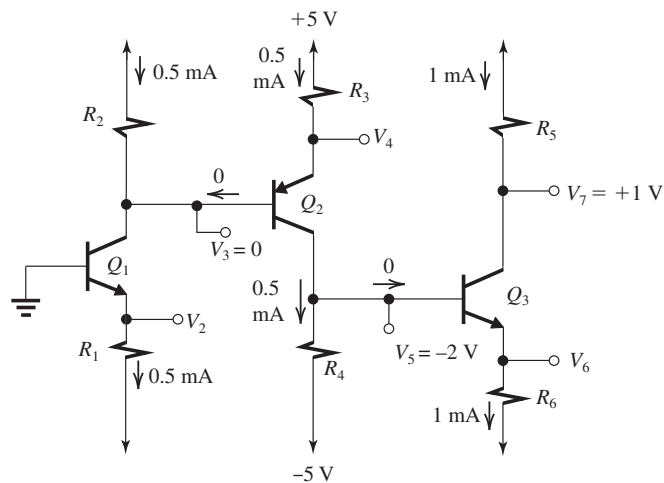 +5 V
0.5 mA
0.5
mA
1 mA
R2
R3
R5
V4
0
Q2
V7 = +1 V
V3 = 0
Q1
0
Q3
0.5
mA
V2
R1
V5 = –2 V
V6
R4
0.5 mA
R6
1 mA
–5 V